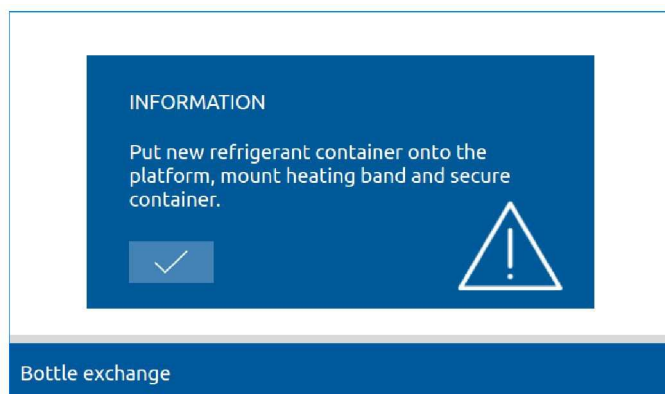 INFORMATION
Put new refrigerant container onto the
platform, mount heating band and secure
container.
Bottle exchange